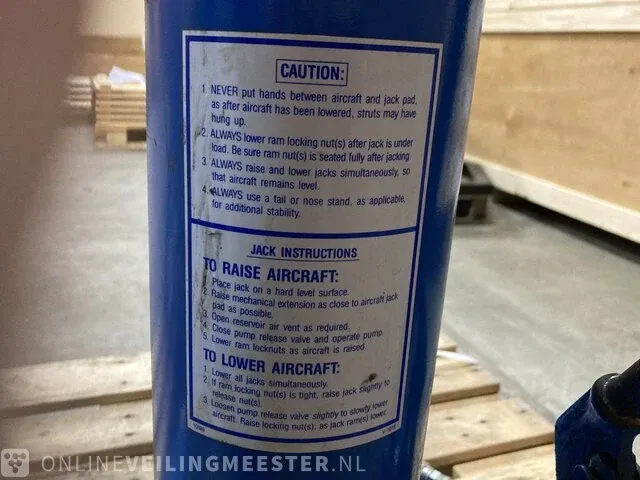 CAUTION:
1. NEVER put hands between aircraft and jack pad,
as after aircraft has been lowered, struts may have
hung up.
2. ALWAYS lower ram locking nut(s) after jack is under
load. Be sure ram nut(s) is seated fully after jacking
3. ALWAYS raise and lower jacks simultaneously, so
that aircraft remains level.
4. ALWAYS use a tail or nose stand, as applicable,
for additional stability.
JACK INSTRUCTIONS
TO RAISE AIRCRAFT:
1. Place jack on a hard level surface.
2. Raise mechanical extension as close to aircraft jack
pad as possible.
3. Open reservoir air vent as required.
4. Close pump release valve and operate pump.
5. Lower ram locknuts as aircraft is raised.
TO LOWER AIRCRAFT:
1. Lower all jacks simultaneously.
2. If ram locking nut(s) is tight, raise jack slightly to
release nut(s).
3. Loosen pump release valve slightly to slowly lower
aircraft. Raise locking nut(s), as jack ram(s) lower.
ONLINEVEILINGMEESTER.NL